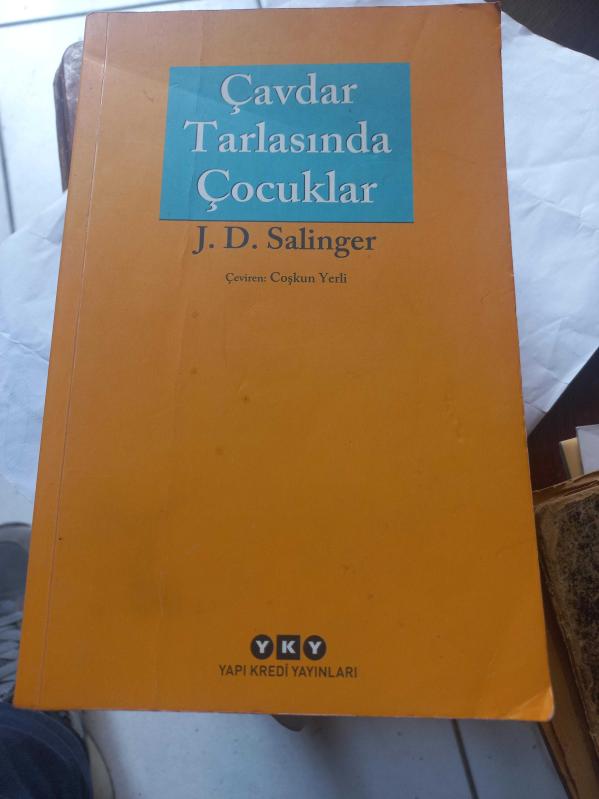 Çavdar
Tarlasında
Çocuklar
J. D. Salinger
Çeviren: Coşkun Yerli
YKY
YAPI KREDİ YAYINLARI